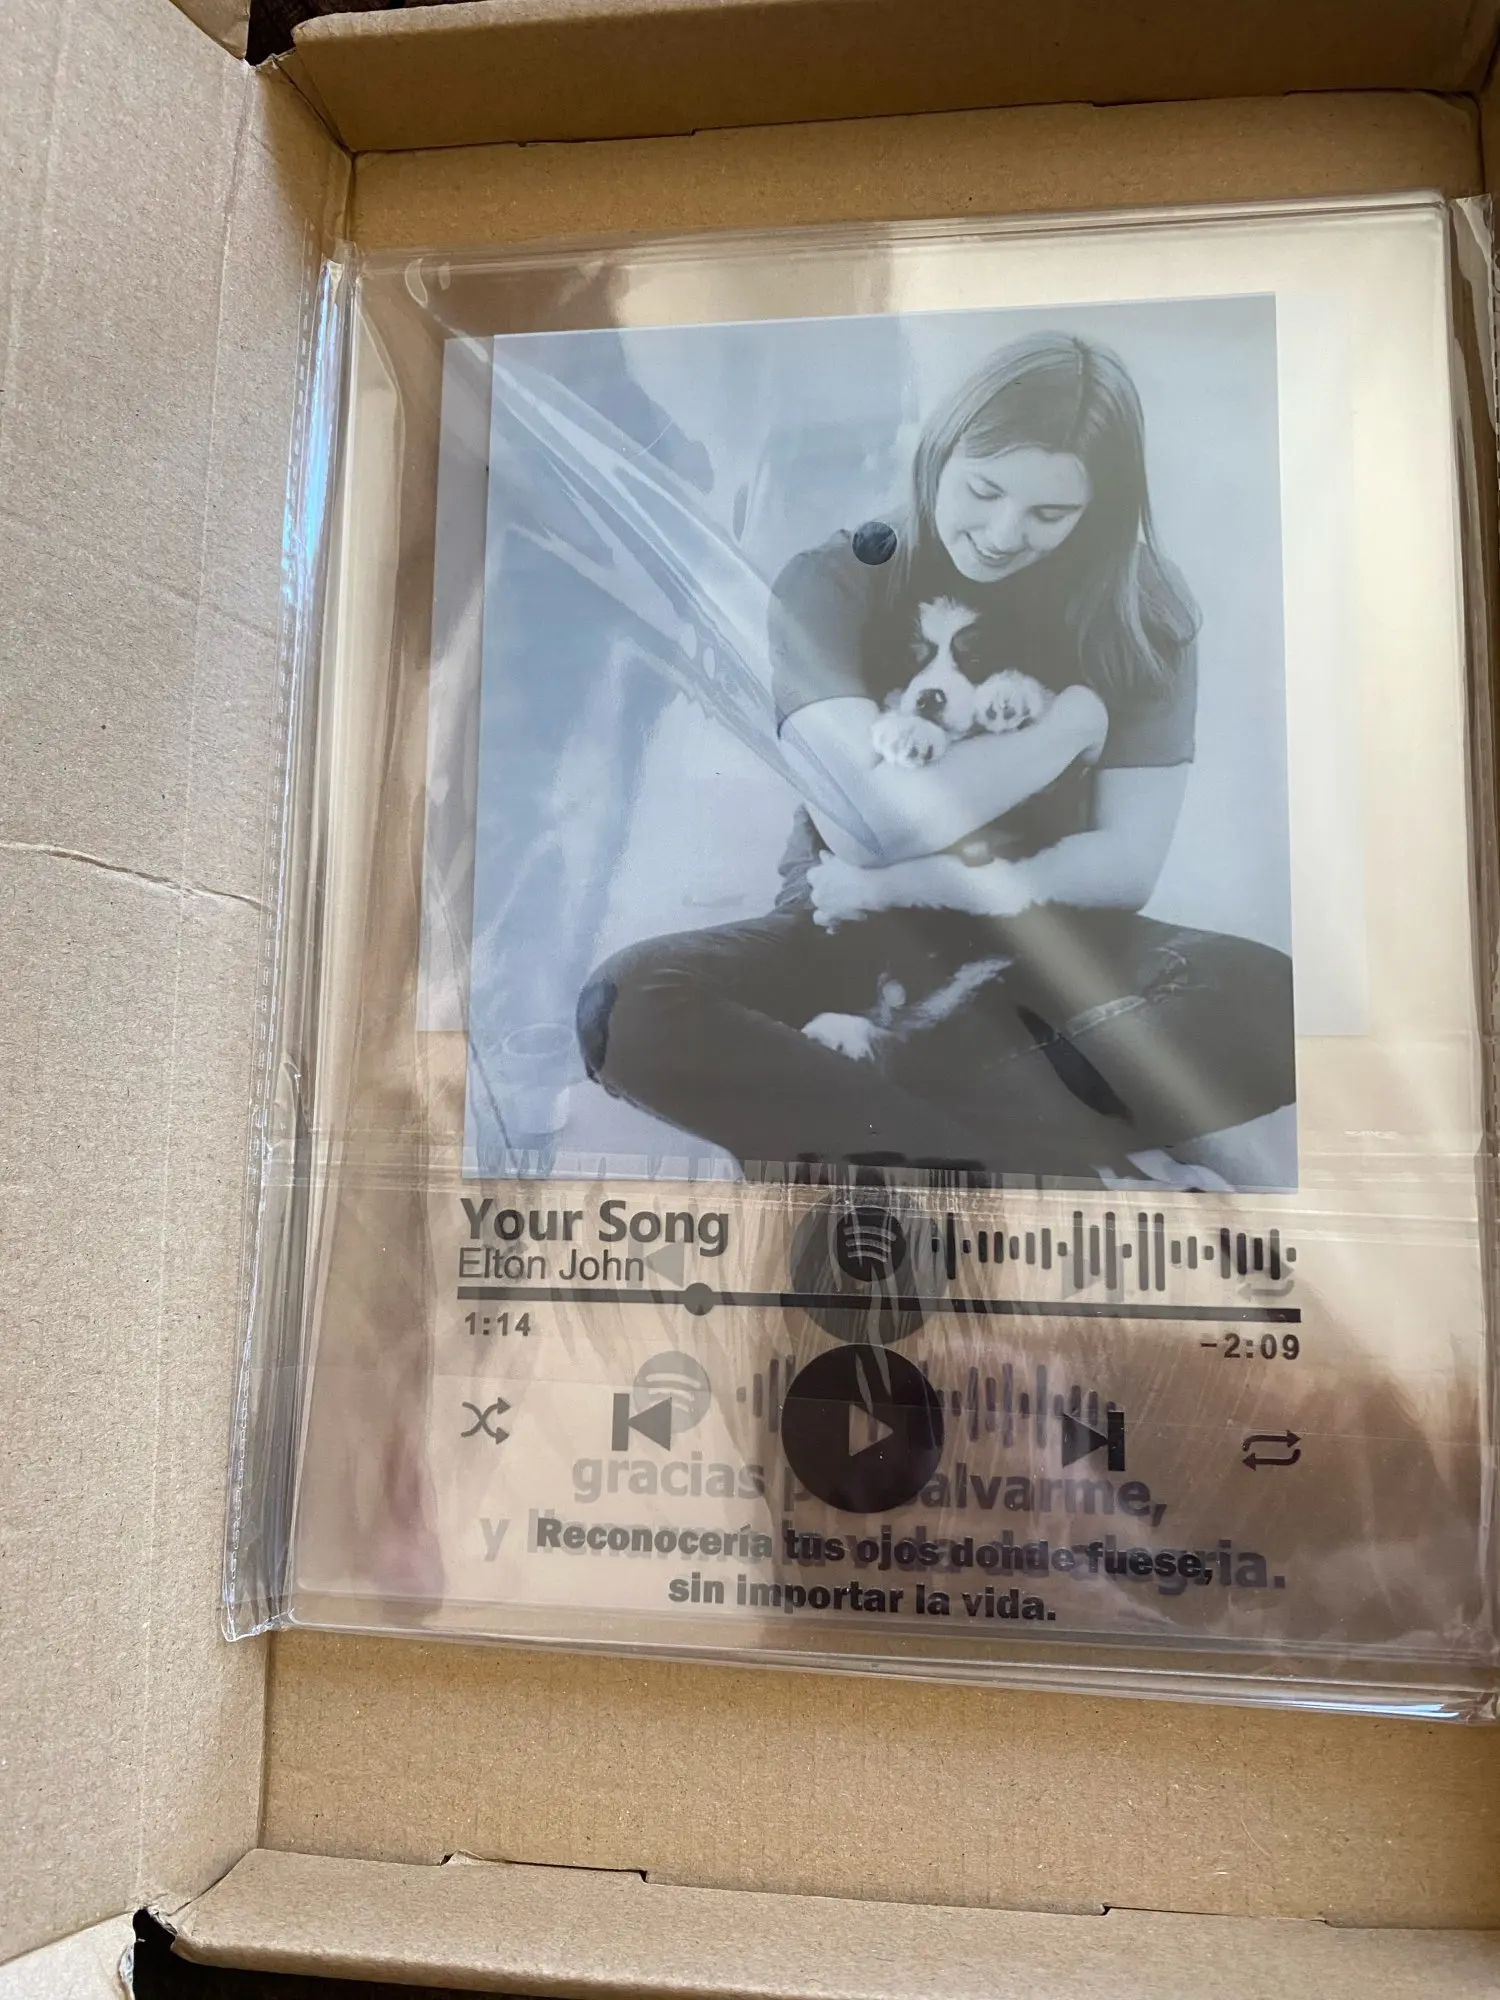 Your Song
Elton John
1:14
-2:09
gracias
alvarme,
y
Reconocería tus ojos donde fuese,
sin importar la vida.